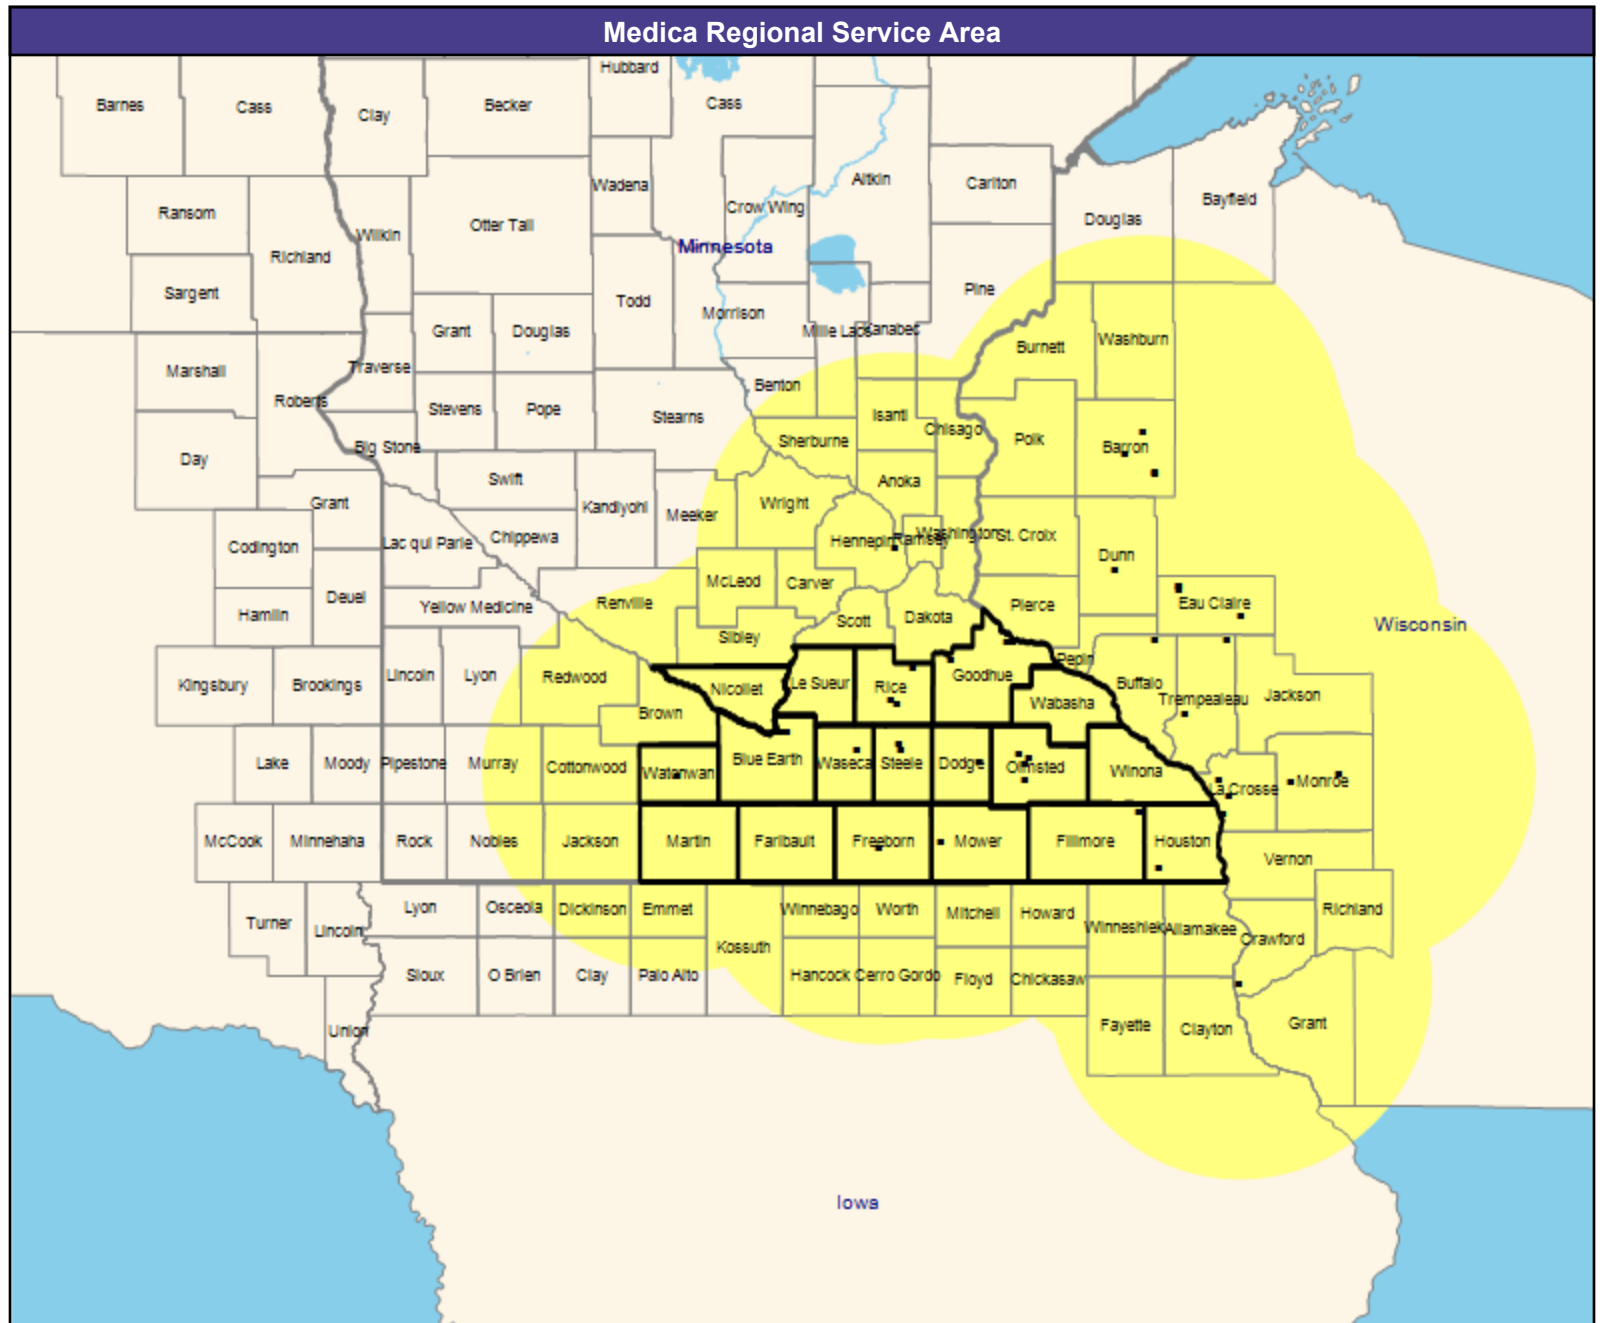 Medica Regional Service Area
Hubbard
Barnes
Cass
Clay
Becker
Cass
Wadena
Aitkin
Carlton
Crow Wing
Ransom
Otter Tail
Wilkin
Minnesota
Douglas
Bayfield
Richland
Sargent
Todd
Pine
Morrison
Grant
Douglas
Mille Lacs
Kanabec
Burnett
Washburn
Marshall
Traverse
Benton
Roberts
Stevens
Pope
Stearns
Isanti
Chisago
Polk
Barron
Big Stone
Sherburne
Day
Swift
Anoka
Grant
Kandiyohi
Meeker
Wright
Codington
Lac qui Parle
Chippewa
Hennepin
Ramsey
Washington
St. Croix
Dunn
Deuel
McLeod
Carver
Hamlin
Yellow Medicine
Renville
Pierce
Eau Claire
Scott
Dakota
Wisconsin
Sibley
Pepin
Kingsbury
Brookings
Lincoln
Lyon
Redwood
Nicollet
Le Sueur
Rice
Goodhue
Buffalo
Trempealeau
Jackson
Brown
Wabasha
Lake
Moody
Pipestone
Murray
Cottonwood
Watonwan
Blue Earth
Waseca
Steele
Dodge
Olmsted
Winona
La Crosse
Monroe
McCook
Minnehaha
Rock
Nobles
Jackson
Martin
Faribault
Freeborn
Mower
Fillmore
Houston
Vernon
Turner
Lincoln
Lyon
Osceola
Dickinson
Emmet
Kossuth
Winnebago
Worth
Mitchell
Howard
Winneshiek
Allamakee
Crawford
Richland
Sioux
O Brien
Clay
Palo Alto
Hancock
Cerro Gordo
Floyd
Chickasaw
Union
Fayette
Clayton
Grant
Iowa